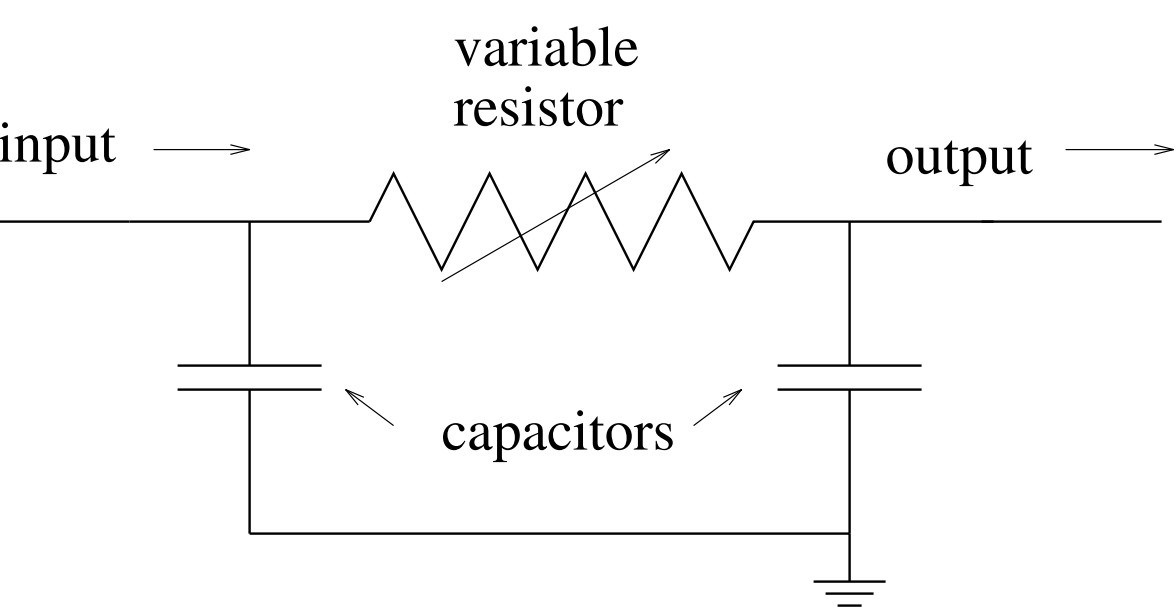 variable
resistor
input
output
capacitors